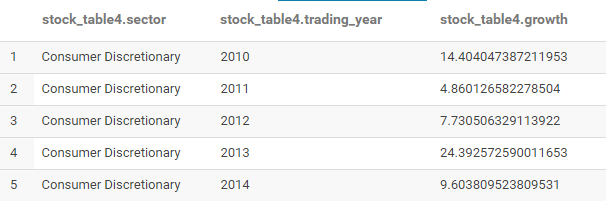 stock_table4.sector stock_table4.trading_year stock_table4.growth
1 Consumer Discretionary 2010 14.404047387211953
2 Consumer Discretionary 2011 4.860126582278504
3 Consumer Discretionary 2012 7.730506329113922
4 Consumer Discretionary 2013 24.392572590011653
5 Consumer Discretionary 2014 9.603809523809531